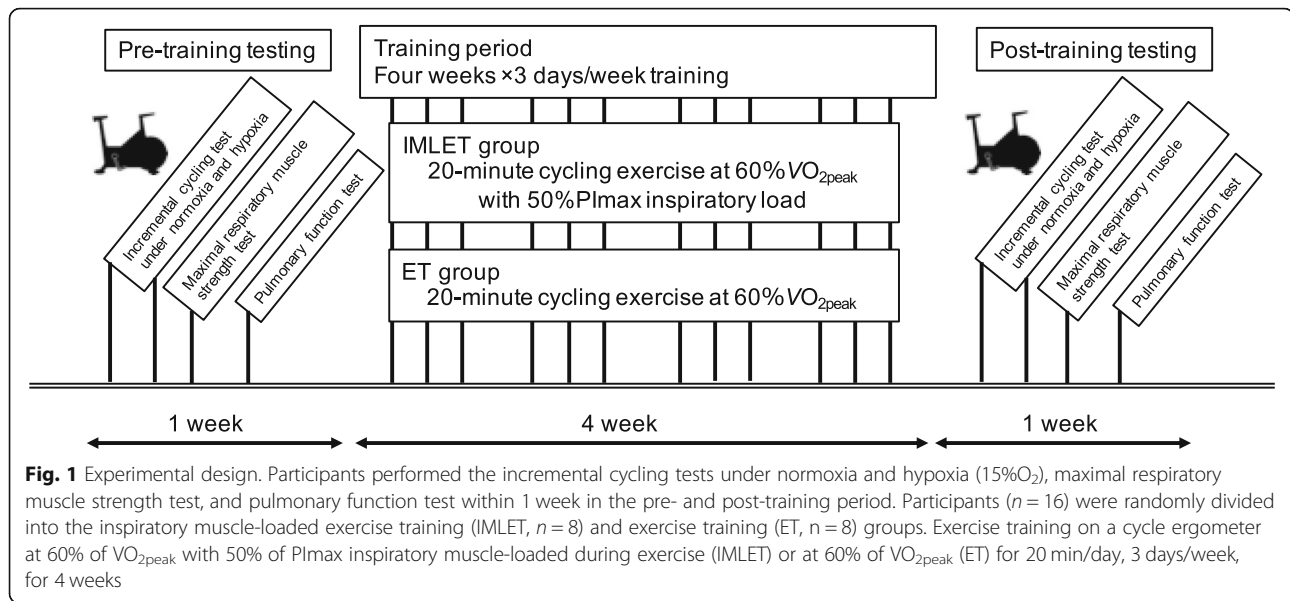 Pre-training testing
Incremental cycling test
under normoxia and hypoxia
Maximal respiratory muscle
strength test
Pulmonary function test
Training period
Four weeks ×3 days/week training
IMLET group
20-minute cycling exercise at 60%VO2peak
with 50%PImax inspiratory load
ET group
20-minute cycling exercise at 60%VO2peak
Post-training testing
Incremental cycling test
under normoxia and hypoxia
Maximal respiratory muscle
strength test
Pulmonary function test
1 week
4 week
1 week
Fig. 1 Experimental design. Participants performed the incremental cycling tests under normoxia and hypoxia (15%O2), maximal respiratory
muscle strength test, and pulmonary function test within 1 week in the pre- and post-training period. Participants (n = 16) were randomly divided
into the inspiratory muscle-loaded exercise training (IMLET, n = 8) and exercise training (ET, n = 8) groups. Exercise training on a cycle ergometer
at 60% of VO2peak with 50% of PImax inspiratory muscle-loaded during exercise (IMLET) or at 60% of VO2peak (ET) for 20 min/day, 3 days/week,
for 4 weeks